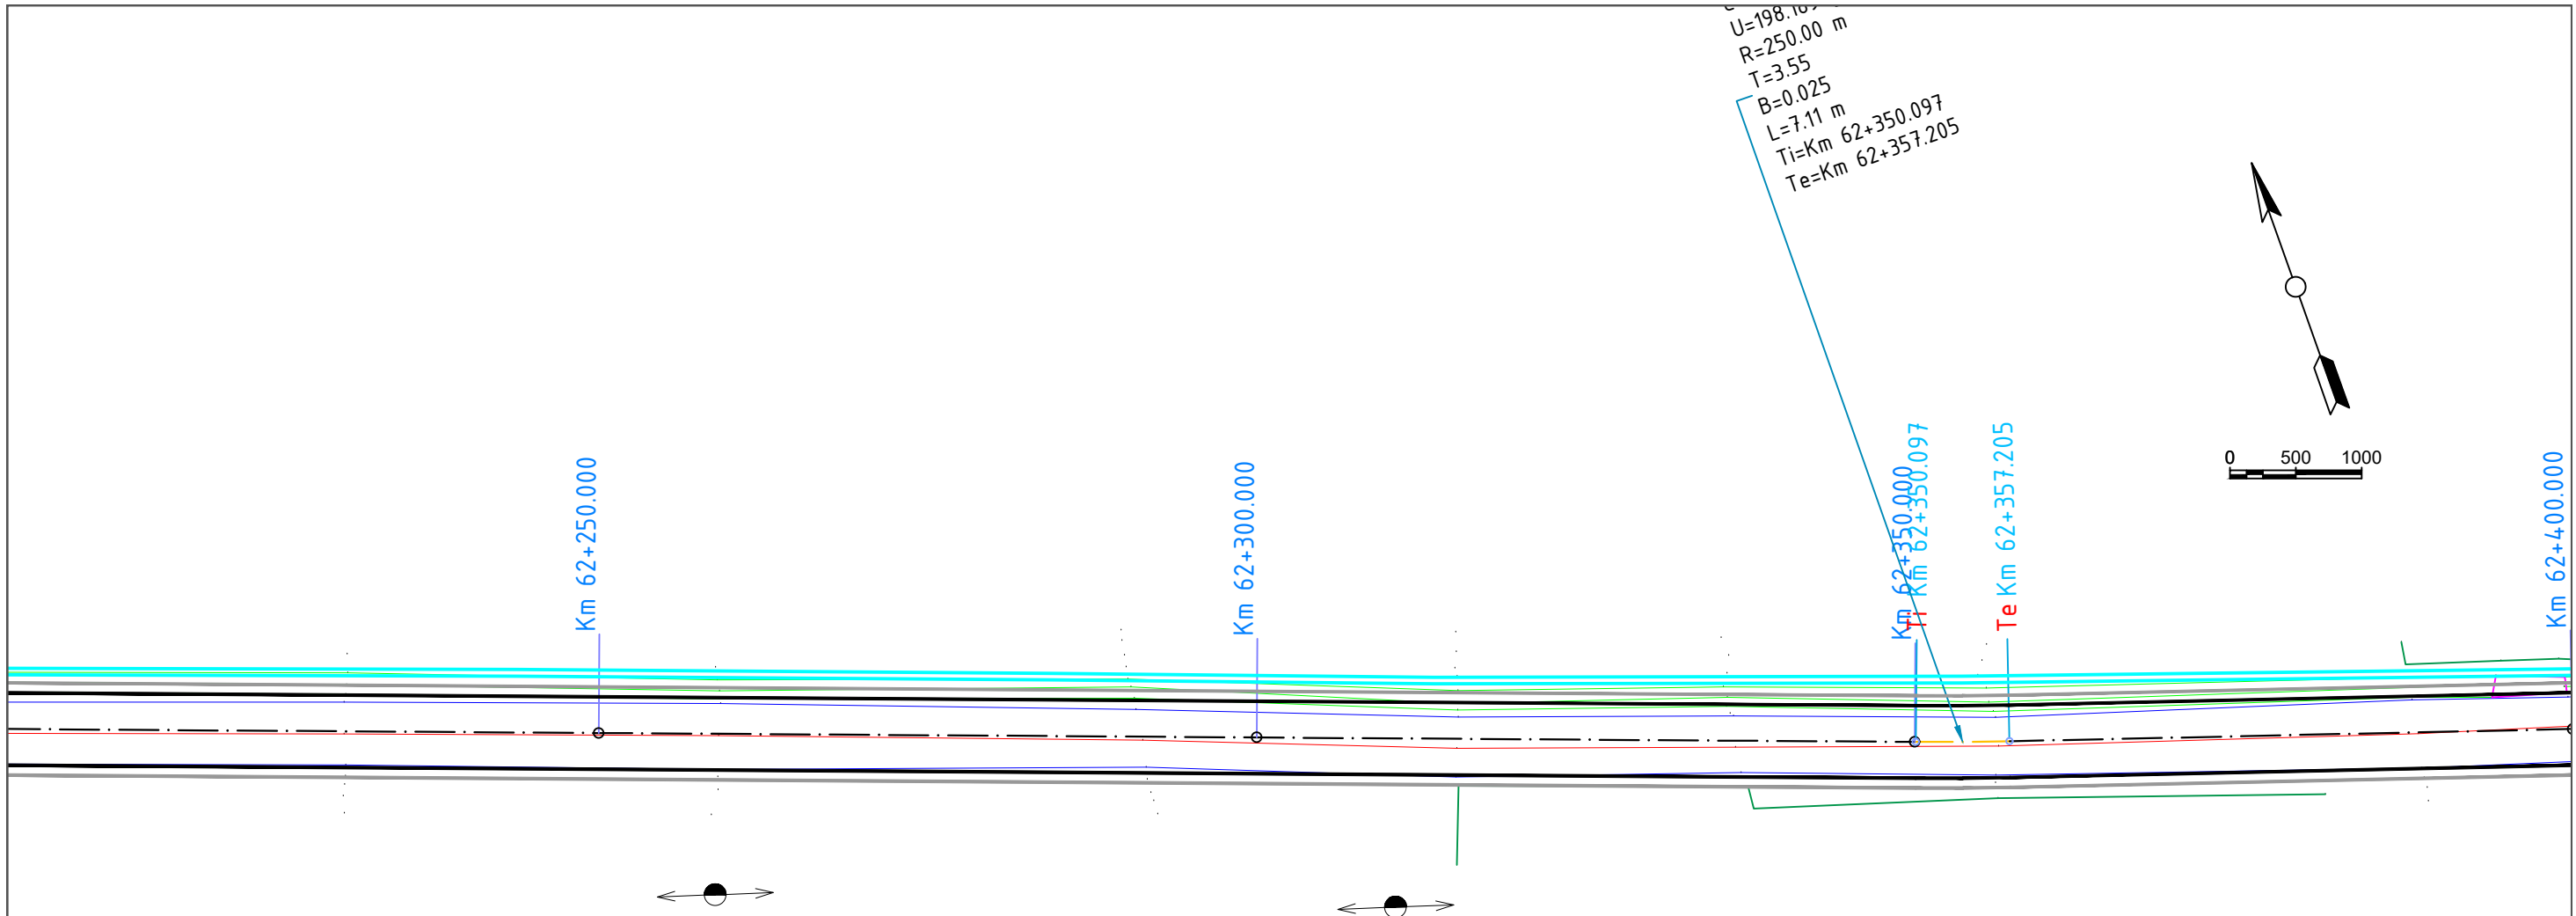 R=250.00 m
T=3.55
B=0.025
L=7.11 m
Ti=Km 62+350.097
Te=Km 62+357.205
0 500 1000
Km 62+250.000
Km 62+300.000
Km 62+350.000
Ti Km 62+350.097
Te Km 62+357.205
Km 62+400.000